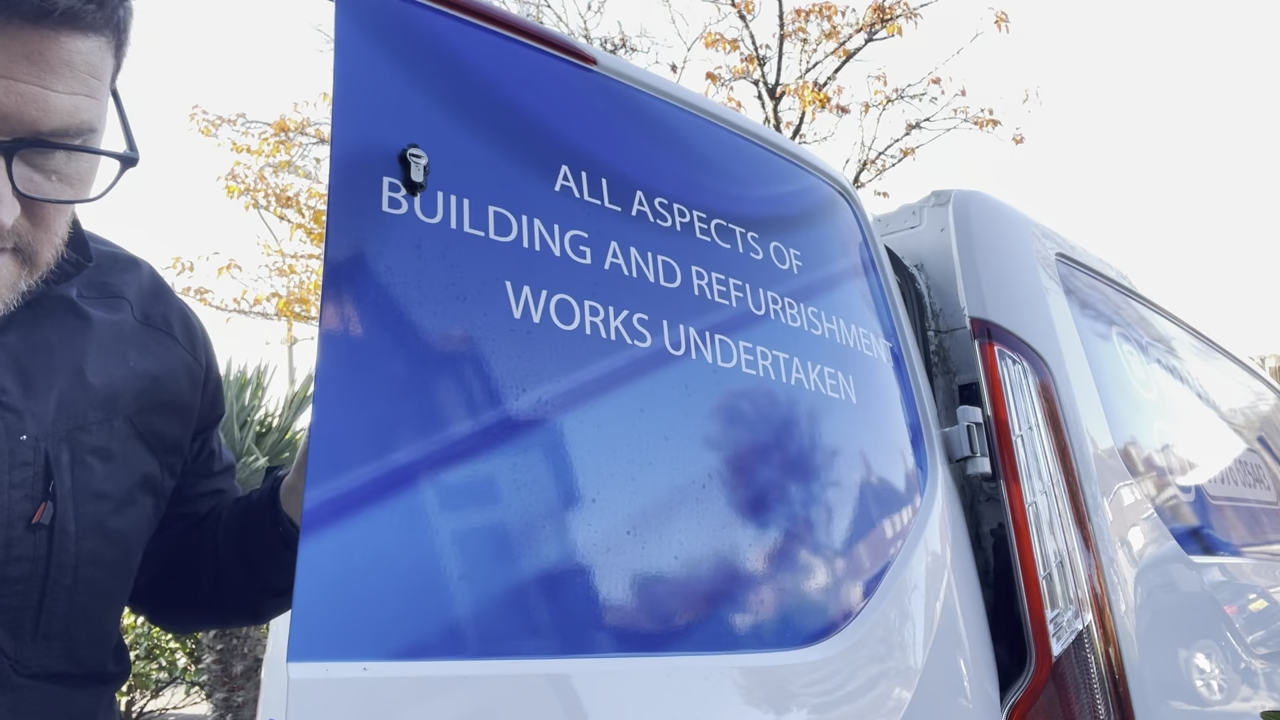 ALL ASPECTS OF
BUILDING AND REFURBISHMENT
WORKS UNDERTAKEN